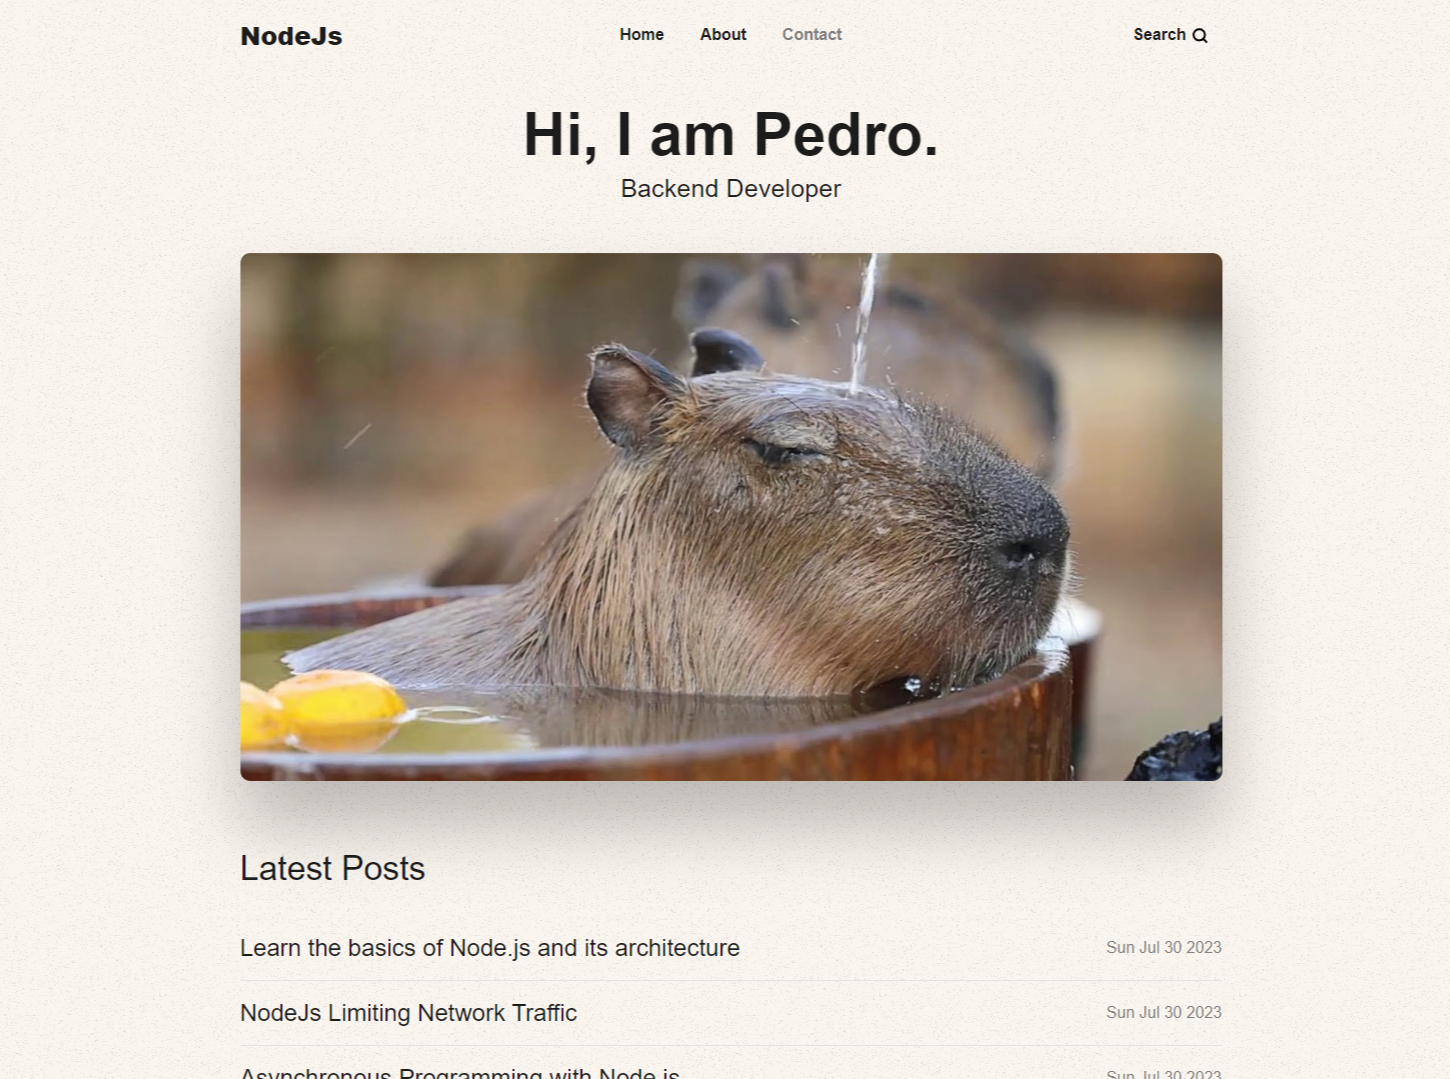 NodeJs
Home About Contact
Search
Hi, I am Pedro.
Backend Developer
Latest Posts
Learn the basics of Node.js and its architecture Sun Jul 30 2023
NodeJs Limiting Network Traffic Sun Jul 30 2023
Asynchronous Programming with Node.js Sun Jul 30 2023